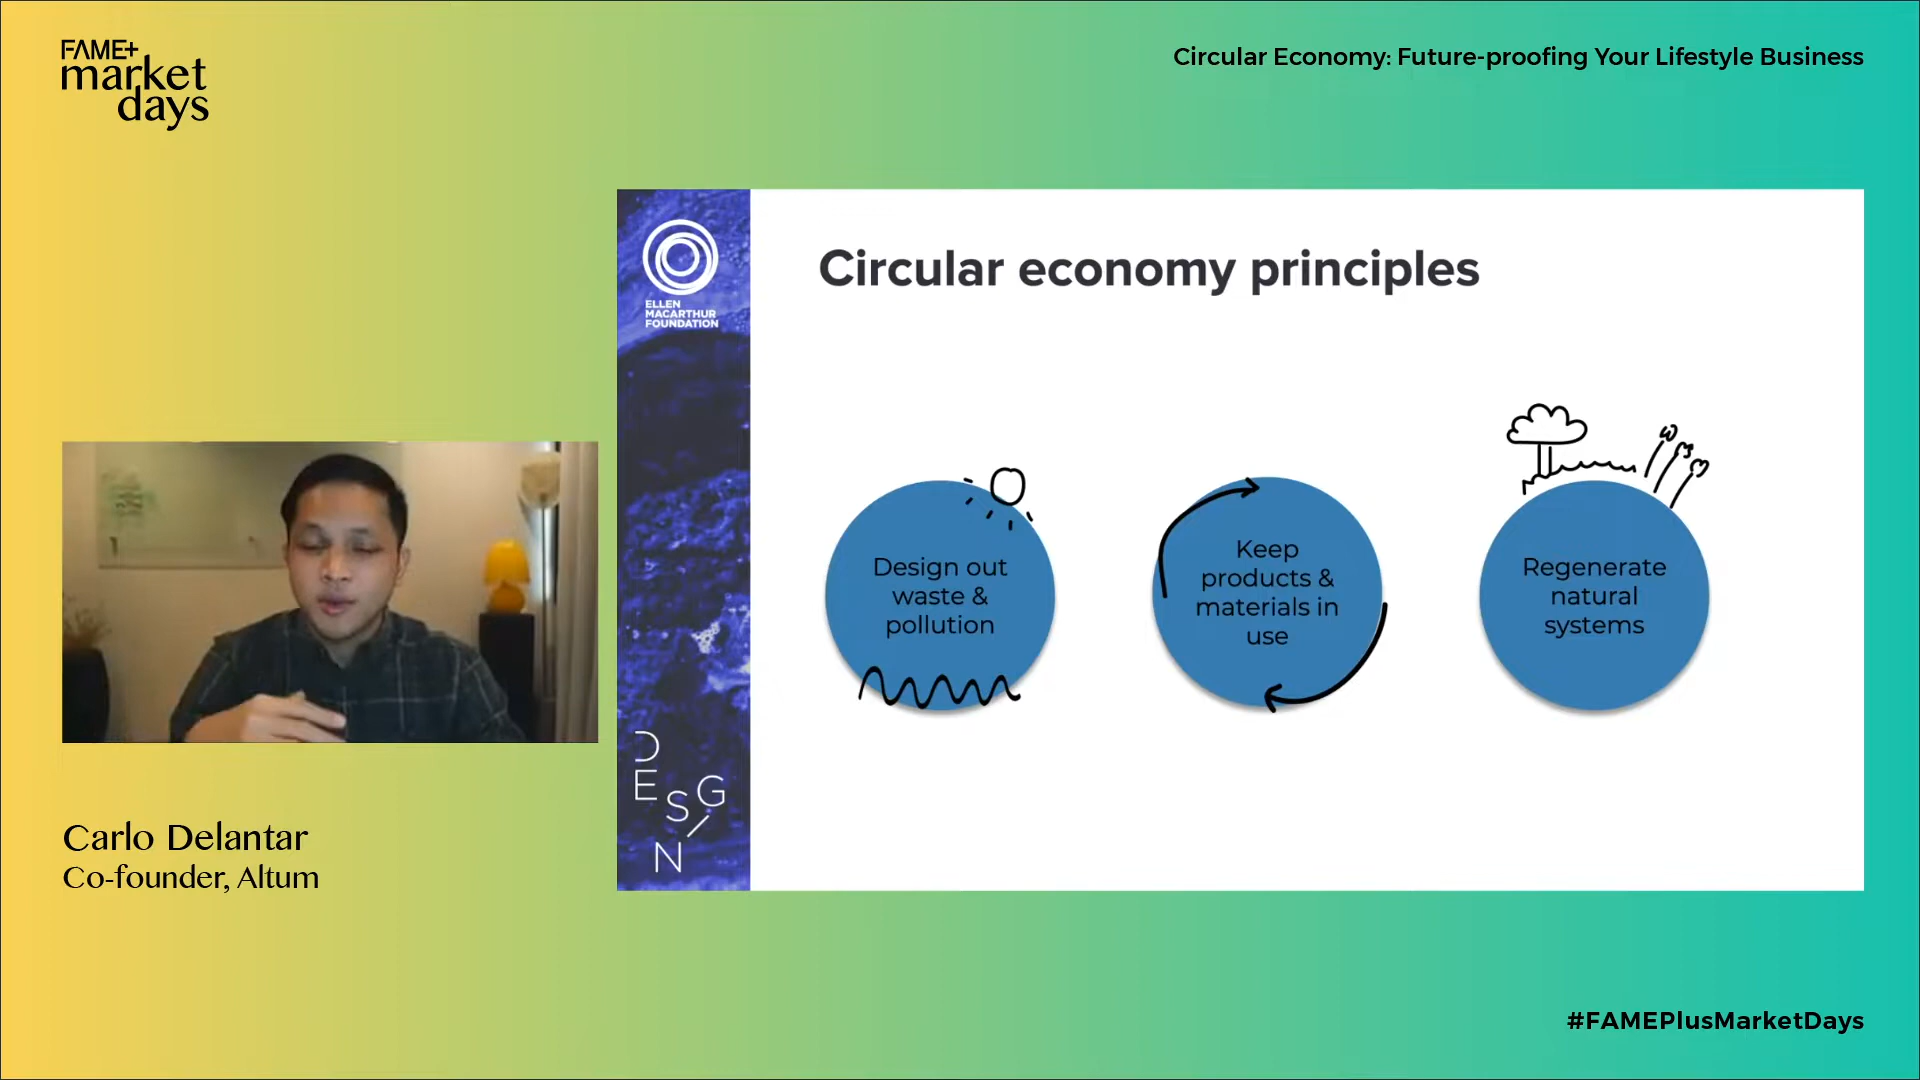 FAME+
market
days
Circular Economy: Future-proofing Your Lifestyle Business
ELLEN
MACARTHUR
FOUNDATION
Circular economy principles
Design out
waste &
pollution
Keep
products &
materials in
use
Regenerate
natural
systems
DESIGN
Carlo Delantar
Co-founder, Altum
#FAMEPlusMarketDays